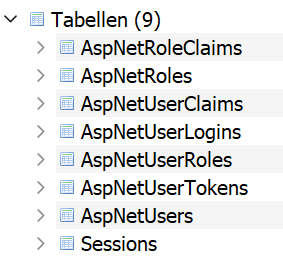 Tabellen (9)
AspNetRoleClaims
AspNetRoles
AspNetUserClaims
AspNetUserLogins
AspNetUserRoles
AspNetUserTokens
AspNetUsers
Sessions